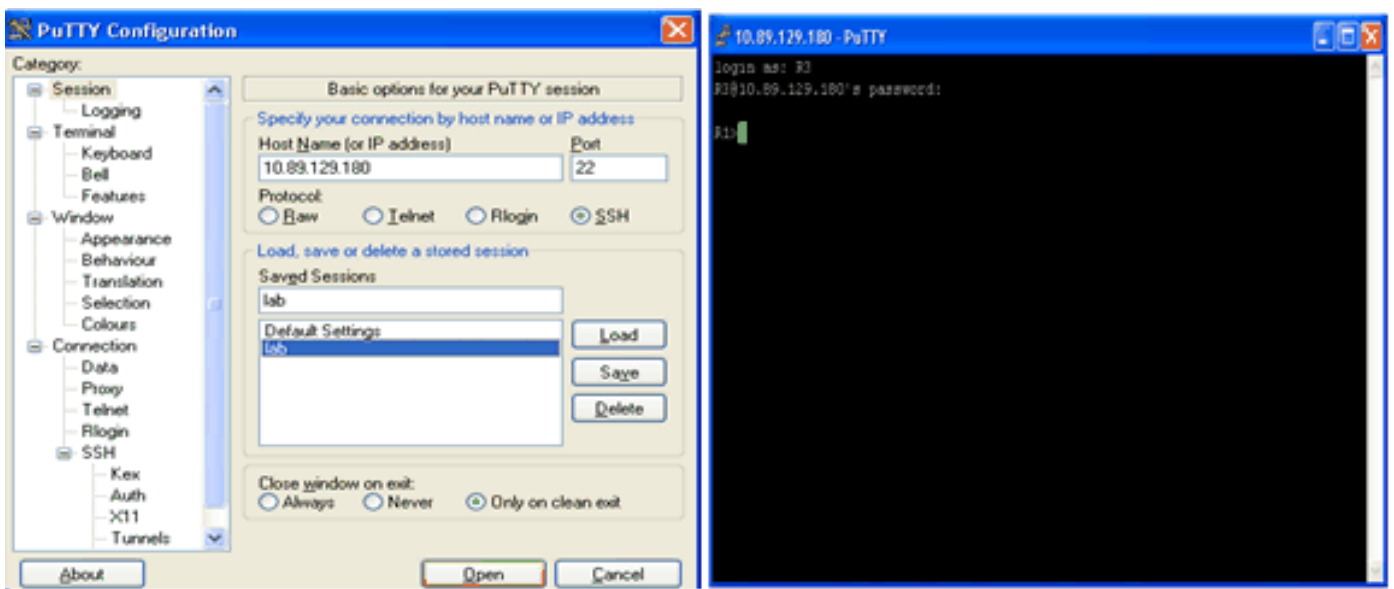 PuTTY Configuration
Category:
Session
Logging
Terminal
Keyboard
Bell
Features
Window
Appearance
Behaviour
Translation
Selection
Colours
Connection
Data
Proxy
Telnet
Rlogin
SSH
Kex
Auth
X11
Tunnels
Basic options for your PuTTY session
Specify your connection by host name or IP address
Host Name (or IP address) Port
10.89.129.180 22
Protocol:
Raw Telnet Rlogin SSH
Load, save or delete a stored session
Saved Sessions
lab
Default Settings
lab
Load
Save
Delete
Close window on exit:
Always Never Only on clean exit
About Open Cancel
10.89.129.180 - PuTTY
login as: R3
R3@10.89.129.180's password:
R1>